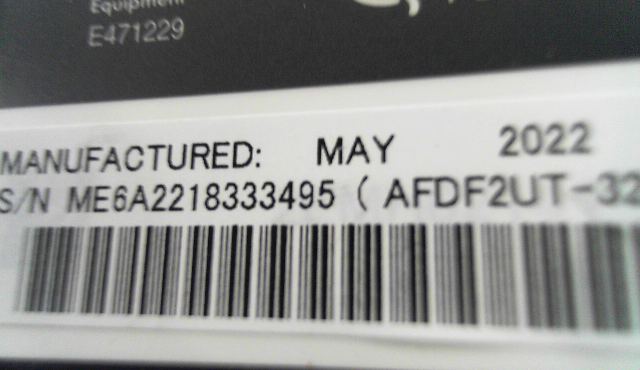 Equipment
E471229
MANUFACTURED: MAY 2022
S/N ME6A2218333495 ( AFDF2UT-32